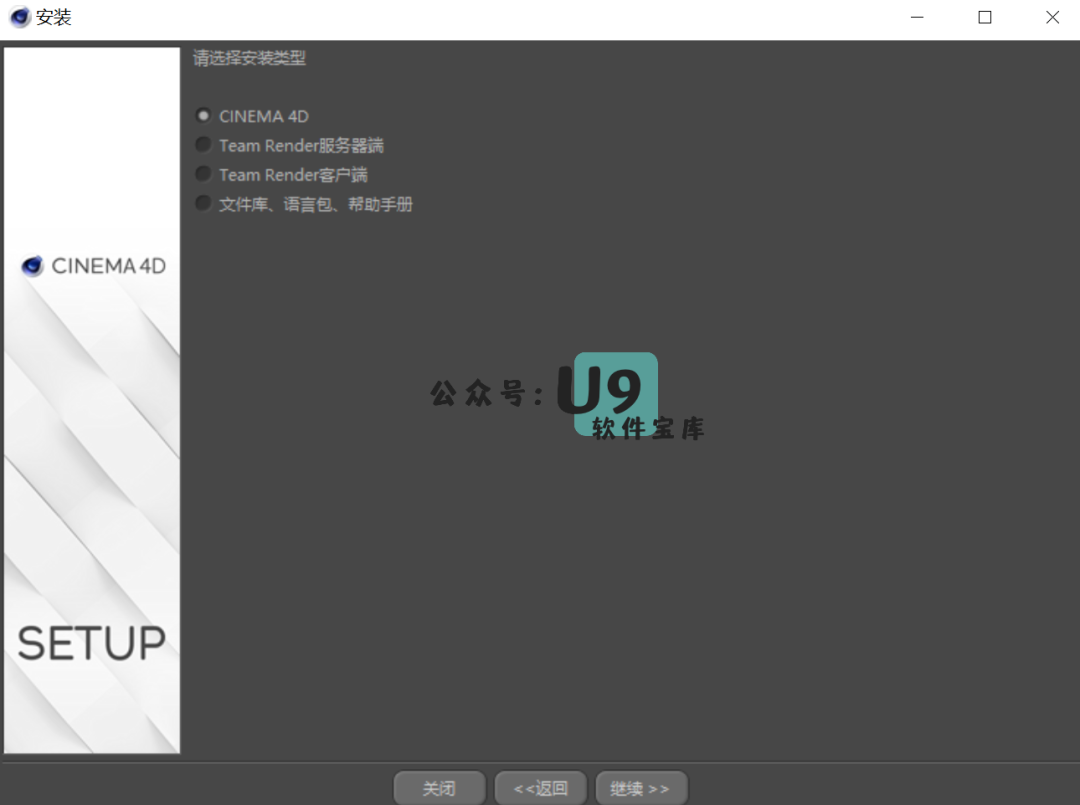 安装
请选择安装类型
CINEMA 4D
Team Render服务器端
Team Render客户端
文件库、语言包、帮助手册
CINEMA 4D
公众号:U9
软件宝库
SETUP
关闭
<<返回
继续 >>